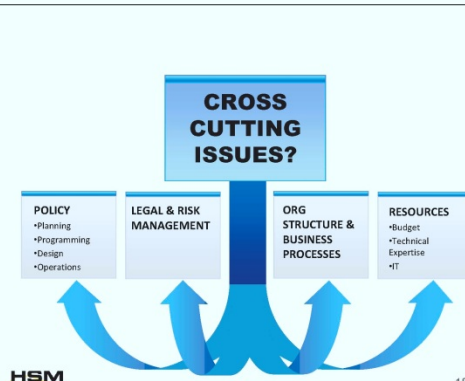 CROSS
CUTTING
ISSUES?
POLICY
•Planning
•Programming
•Design
•Operations
LEGAL & RISK
MANAGEMENT
ORG
STRUCTURE &
BUSINESS
PROCESSES
RESOURCES
•Budget
•Technical
Expertise
•IT
HSM